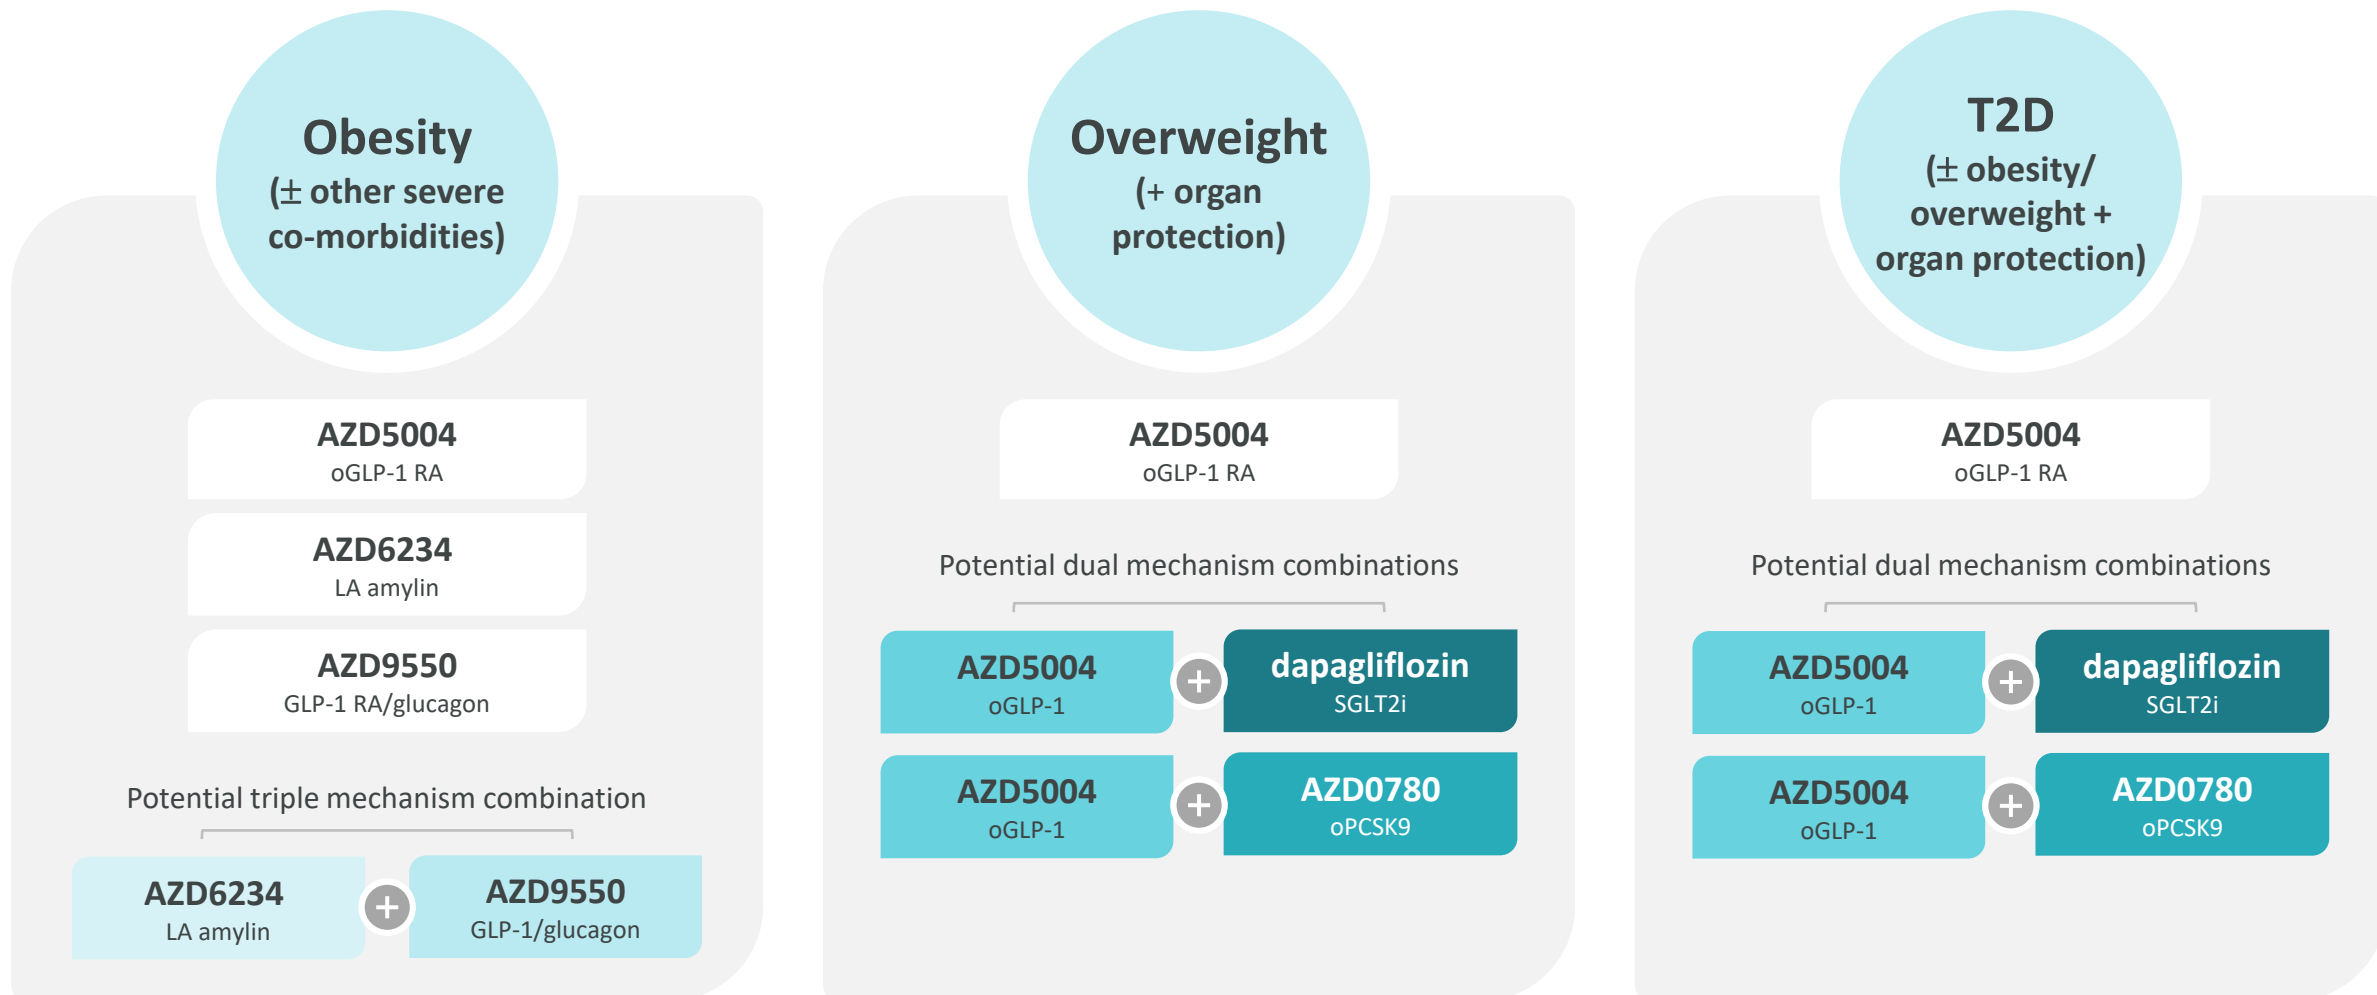 Obesity
(± other severe
co-morbidities)
AZD5004
oGLP-1 RA
AZD6234
LA amylin
AZD9550
GLP-1 RA/glucagon
Potential triple mechanism combination
AZD6234
LA amylin
+
AZD9550
GLP-1/glucagon
Overweight
(+ organ
protection)
AZD5004
oGLP-1 RA
Potential dual mechanism combinations
AZD5004
oGLP-1
+
dapagliflozin
SGLT2i
AZD5004
oGLP-1
+
AZD0780
oPCSK9
T2D
(± obesity/
overweight +
organ protection)
AZD5004
oGLP-1 RA
Potential dual mechanism combinations
AZD5004
oGLP-1
+
dapagliflozin
SGLT2i
AZD5004
oGLP-1
+
AZD0780
oPCSK9